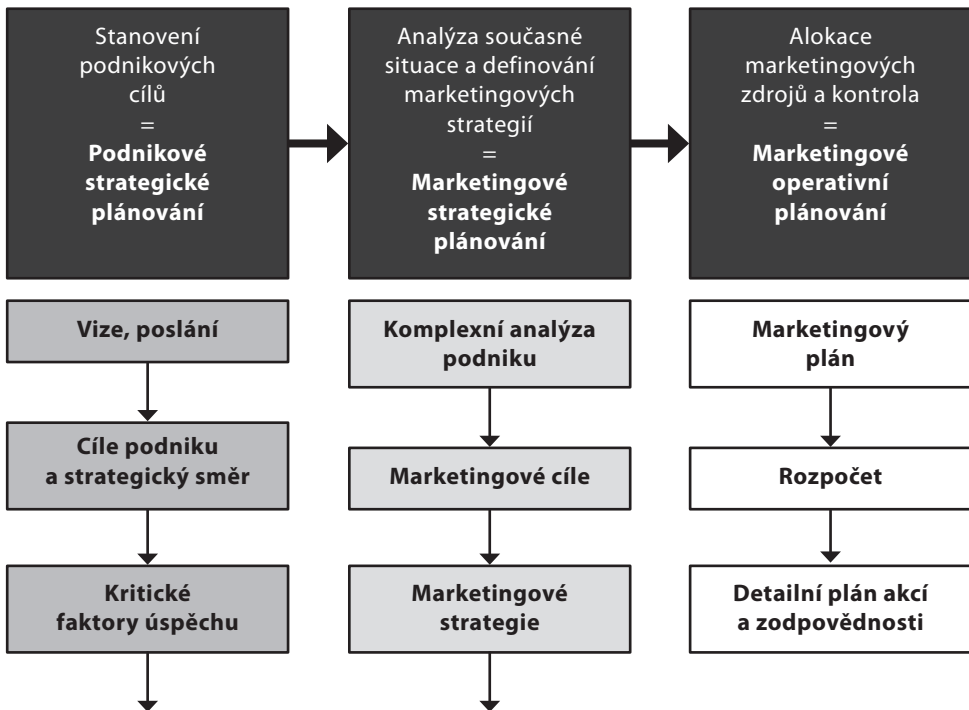 Stanovení
podnikových
cílů
=
Podnikové
strategické
plánování
Analýza současné
situace a definování
marketingových
strategií
=
Marketingové
strategické
plánování
Alokace
marketingových
zdrojů a kontrola
=
Marketingové
operativní
plánování
Vize, poslání
Cíle podniku
a strategický směr
Kritické
faktory úspěchu
Komplexní analýza
podniku
Marketingové cíle
Marketingové
strategie
Marketingový
plán
Rozpočet
Detailní plán akcí
a zodpovědnosti